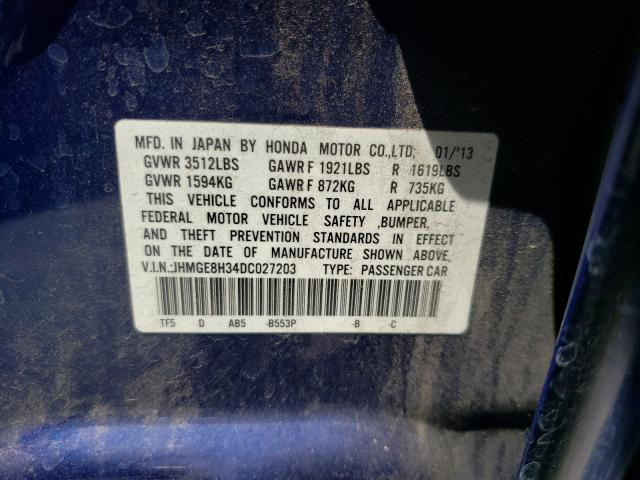 MFD. IN JAPAN BY HONDA MOTOR CO.,LTD. 01/'13
GVWR 3512LBS GAWR F 1921LBS R 1619LBS
GVWR 1594KG GAWR F 872KG R 735KG
THIS VEHICLE CONFORMS TO ALL APPLICABLE
FEDERAL MOTOR VEHICLE SAFETY ,BUMPER,
AND THEFT PREVENTION STANDARDS IN EFFECT
ON THE DATE OF MANUFACTURE SHOWN ABOVE.
V.I.N.:JHMGE8H34DC027203 TYPE: PASSENGER CAR
TF5 D AB5 -B553P -B -C